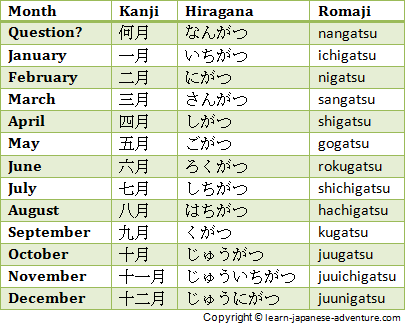 Month Kanji Hiragana Romaji
Question? 何月 なんがつ nangatsu
January 一月 いちがつ ichigatsu
February 二月 にがつ nigatsu
March 三月 さんがつ sangatsu
April 四月 しがつ shigatsu
May 五月 ごがつ gogatsu
June 六月 ろくがつ rokugatsu
July 七月 しちがつ shichigatsu
August 八月 はちがつ hachigatsu
September 九月 くがつ kugatsu
October 十月 じゅうがつ juugatsu
November 十一月 じゅういちがつ juuichigatsu
December 十二月 じゅうにがつ juunigatsu
Copyright © learn-japanese-adventure.com